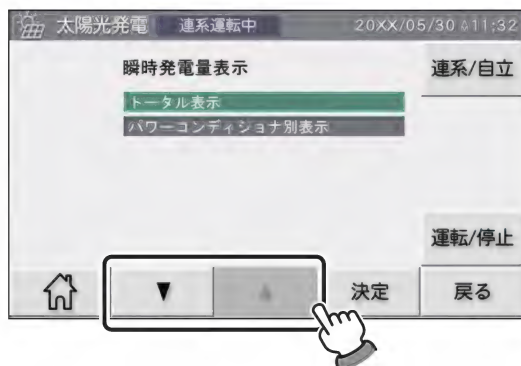 太陽光発電 連系運転中 20XX/05/30 11:32
瞬時発電量表示
連系/自立
トータル表示
パワーコンディショナ別表示
運転/停止
▼ ▲ 決定 戻る